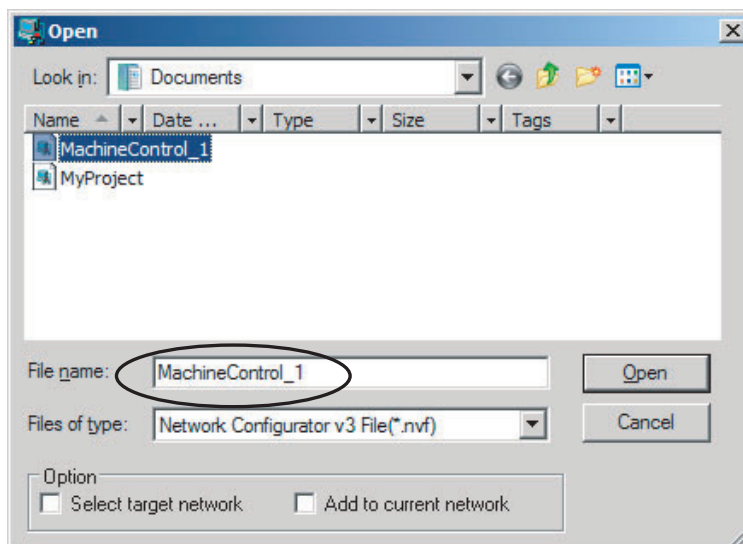 Open
Look in: Documents
Name Date ... Type Size Tags
MachineControl_1
MyProject
File name: MachineControl_1 Open
Files of type: Network Configurator v3 File(*.nvf) Cancel
Option
Select target network Add to current network